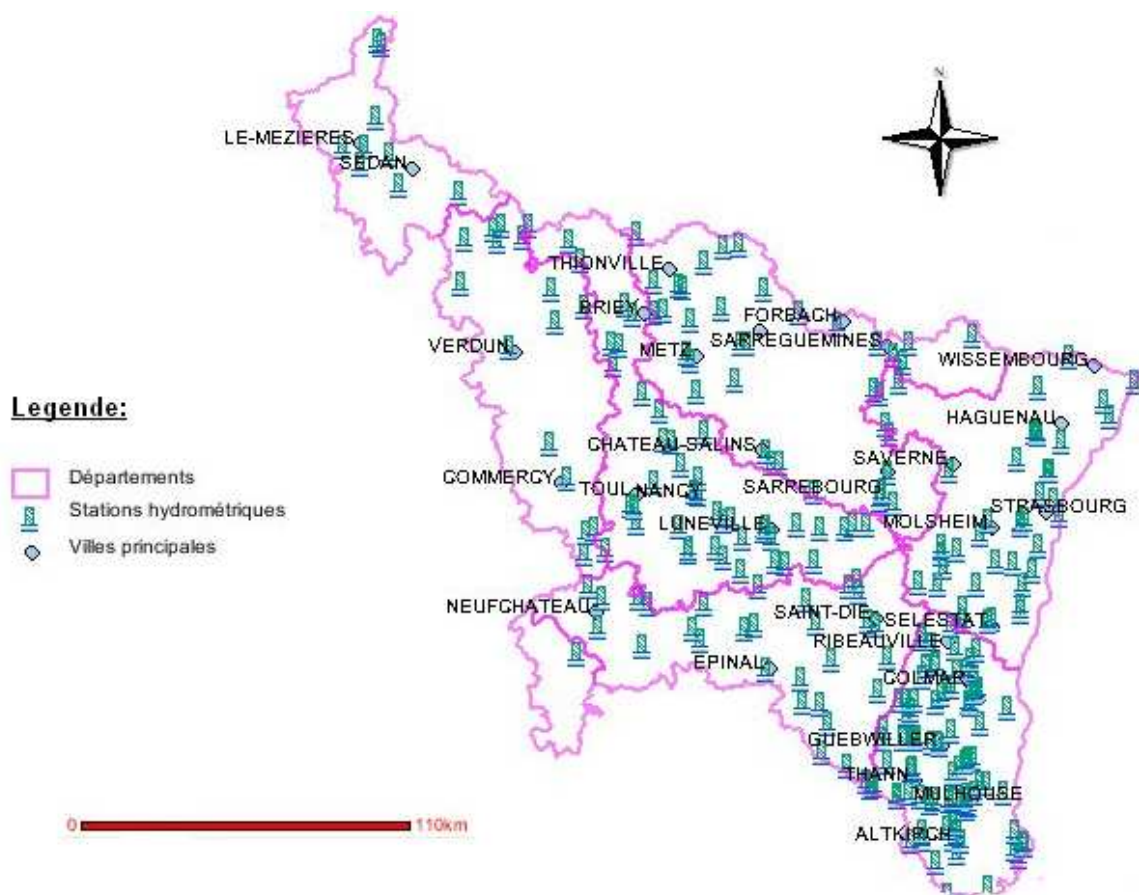 N
LE-MEZIERES
SEDAN
THIONVILLE
BRIEY
FORBACH
VERDUN
METZ
SARREGUEMINES
WISSEMBOURG
Legende:
HAGUENAU
CHATEAU-SALINS
SAVERNE
Départements
COMMERCY
TOUL
NANCY
SARREBOURG
Stations hydrométriques
STRASBOURG
LUNEVILLE
MOLSHEIM
Villes principales
NEUFCHATEAU
SAINT-DIE
SELESTAT
RIBEAUVILLE
EPINAL
COLMAR
GUEBWILLER
THANN
MULHOUSE
0 110km
ALTKIRCH